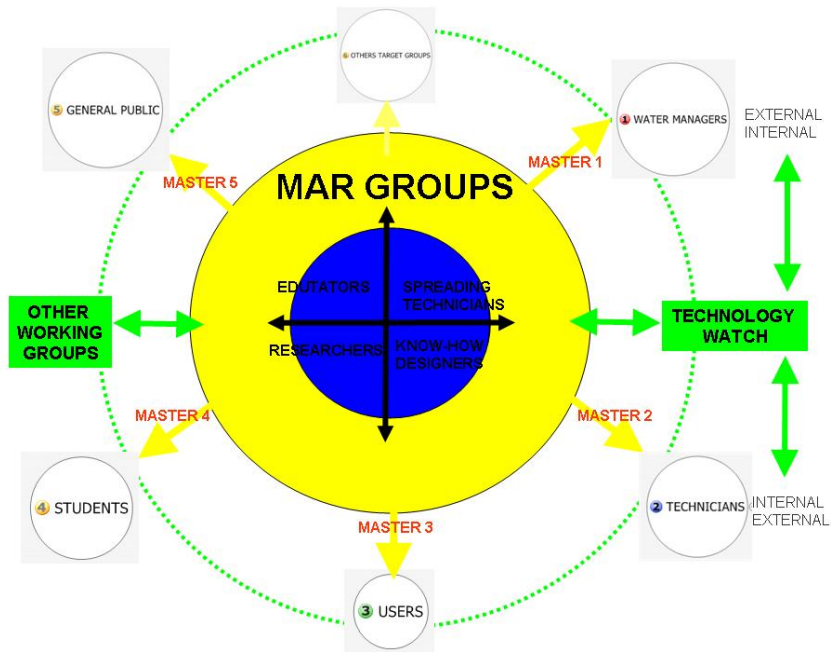 6 OTHERS TARGET GROUPS
5 GENERAL PUBLIC
1 WATER MANAGERS
EXTERNAL
INTERNAL
MASTER 5
MASTER 1
MAR GROUPS
EDUTATORS
SPREADING
TECHNICIANS
OTHER
WORKING
GROUPS
TECHNOLOGY
WATCH
RESEARCHERS
KNOW-HOW
DESIGNERS
MASTER 4
MASTER 2
4 STUDENTS
2 TECHNICIANS
INTERNAL
EXTERNAL
MASTER 3
3 USERS